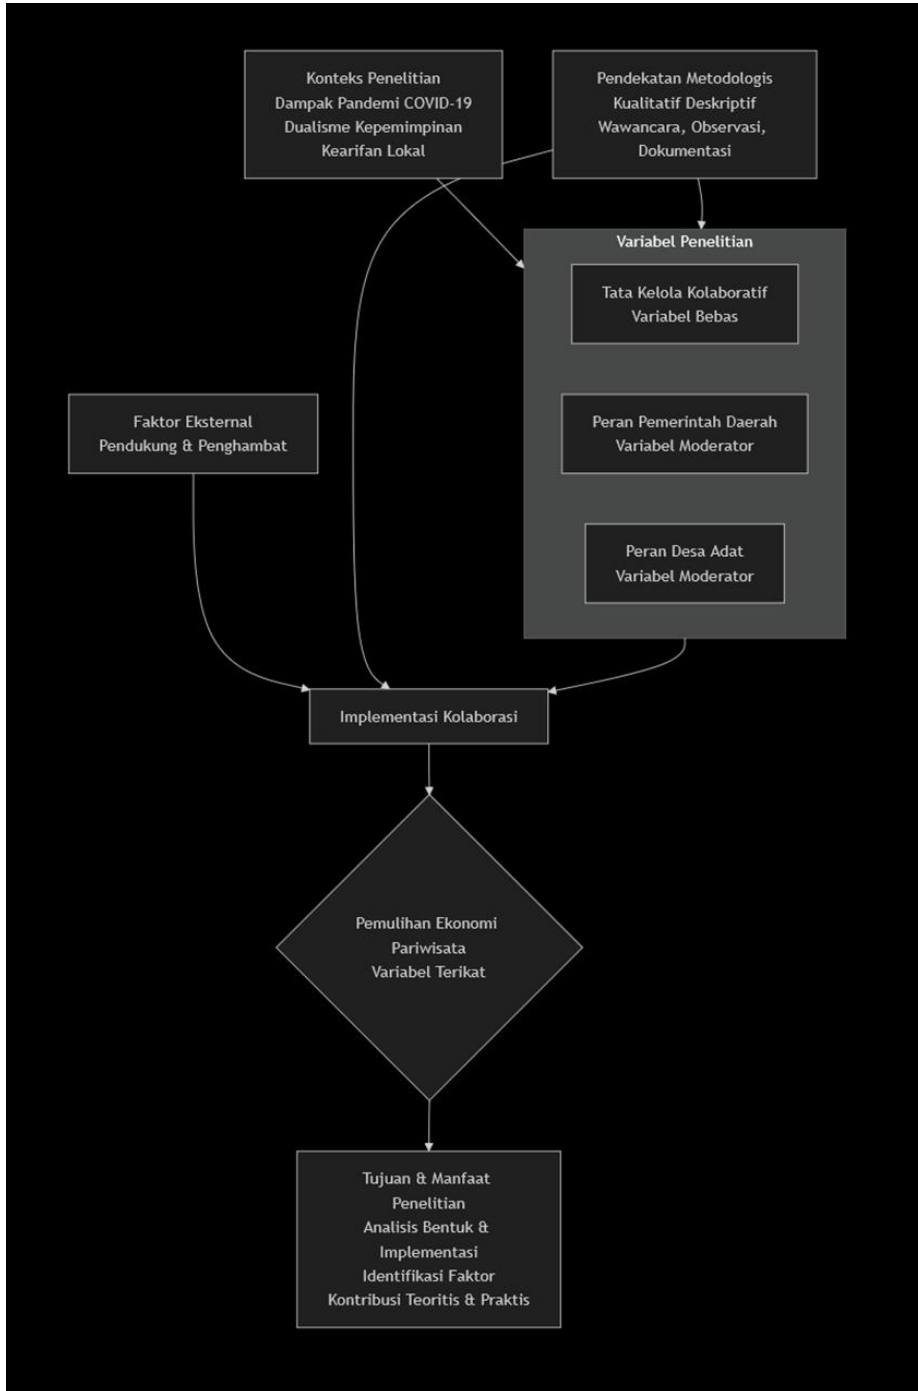 Konteks Penelitian
Dampak Pandemi COVID-19
Dualisme Kepemimpinan
Kearifan Lokal
Pendekatan Metodologis
Kualitatif Deskriptif
Wawancara, Observasi,
Dokumentasi
Variabel Penelitian
Tata Kelola Kolaboratif
Variabel Bebas
Peran Pemerintah Daerah
Variabel Moderator
Peran Desa Adat
Variabel Moderator
Faktor Eksternal
Pendukung & Penghambat
Implementasi Kolaborasi
Pemulihan Ekonomi
Pariwisata
Variabel Terikat
Tujuan & Manfaat
Penelitian
Analisis Bentuk &
Implementasi
Identifikasi Faktor
Kontribusi Teoritis & Praktis